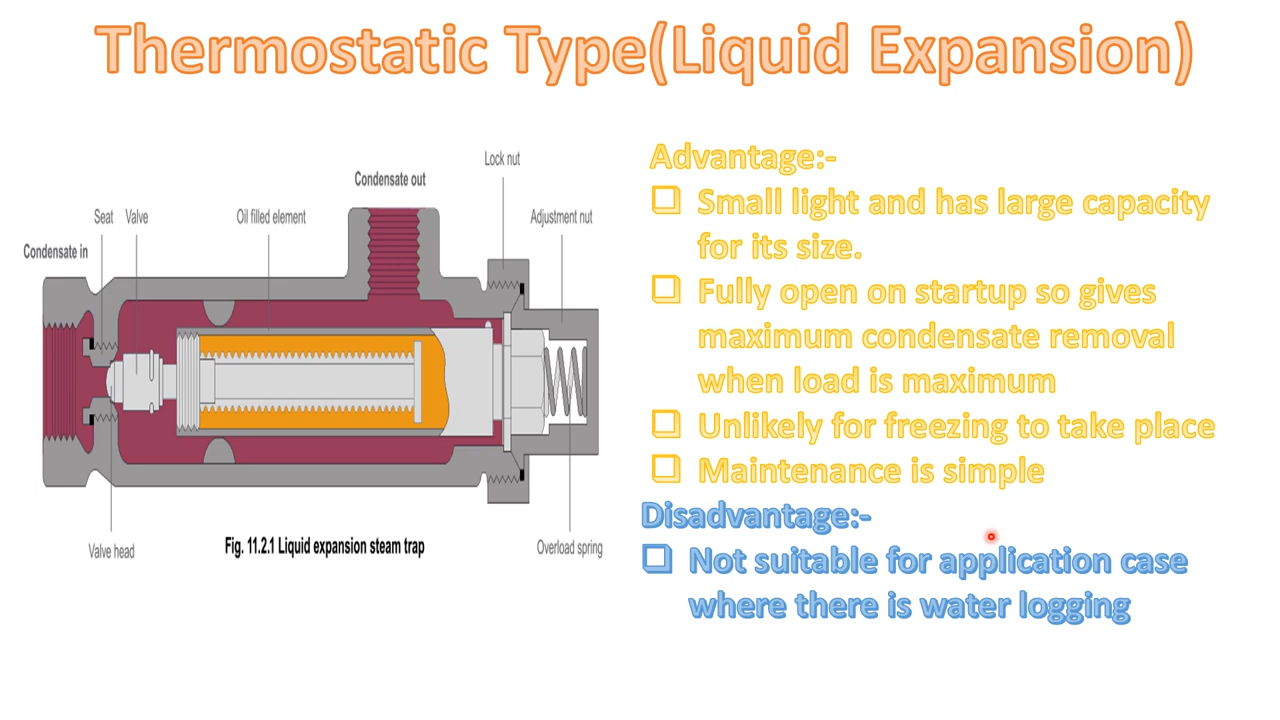 Thermostatic Type(Liquid Expansion)
Lock nut
Condensate out
Seat
Valve
Oil filled element
Adjustment nut
Condensate in
Valve head
Fig. 11.2.1 Liquid expansion steam trap
Overload spring
Advantage:-
Small light and has large capacity
for its size.
Fully open on startup so gives
maximum condensate removal
when load is maximum
Unlikely for freezing to take place
Maintenance is simple
Disadvantage:-
Not suitable for application case
where there is water logging